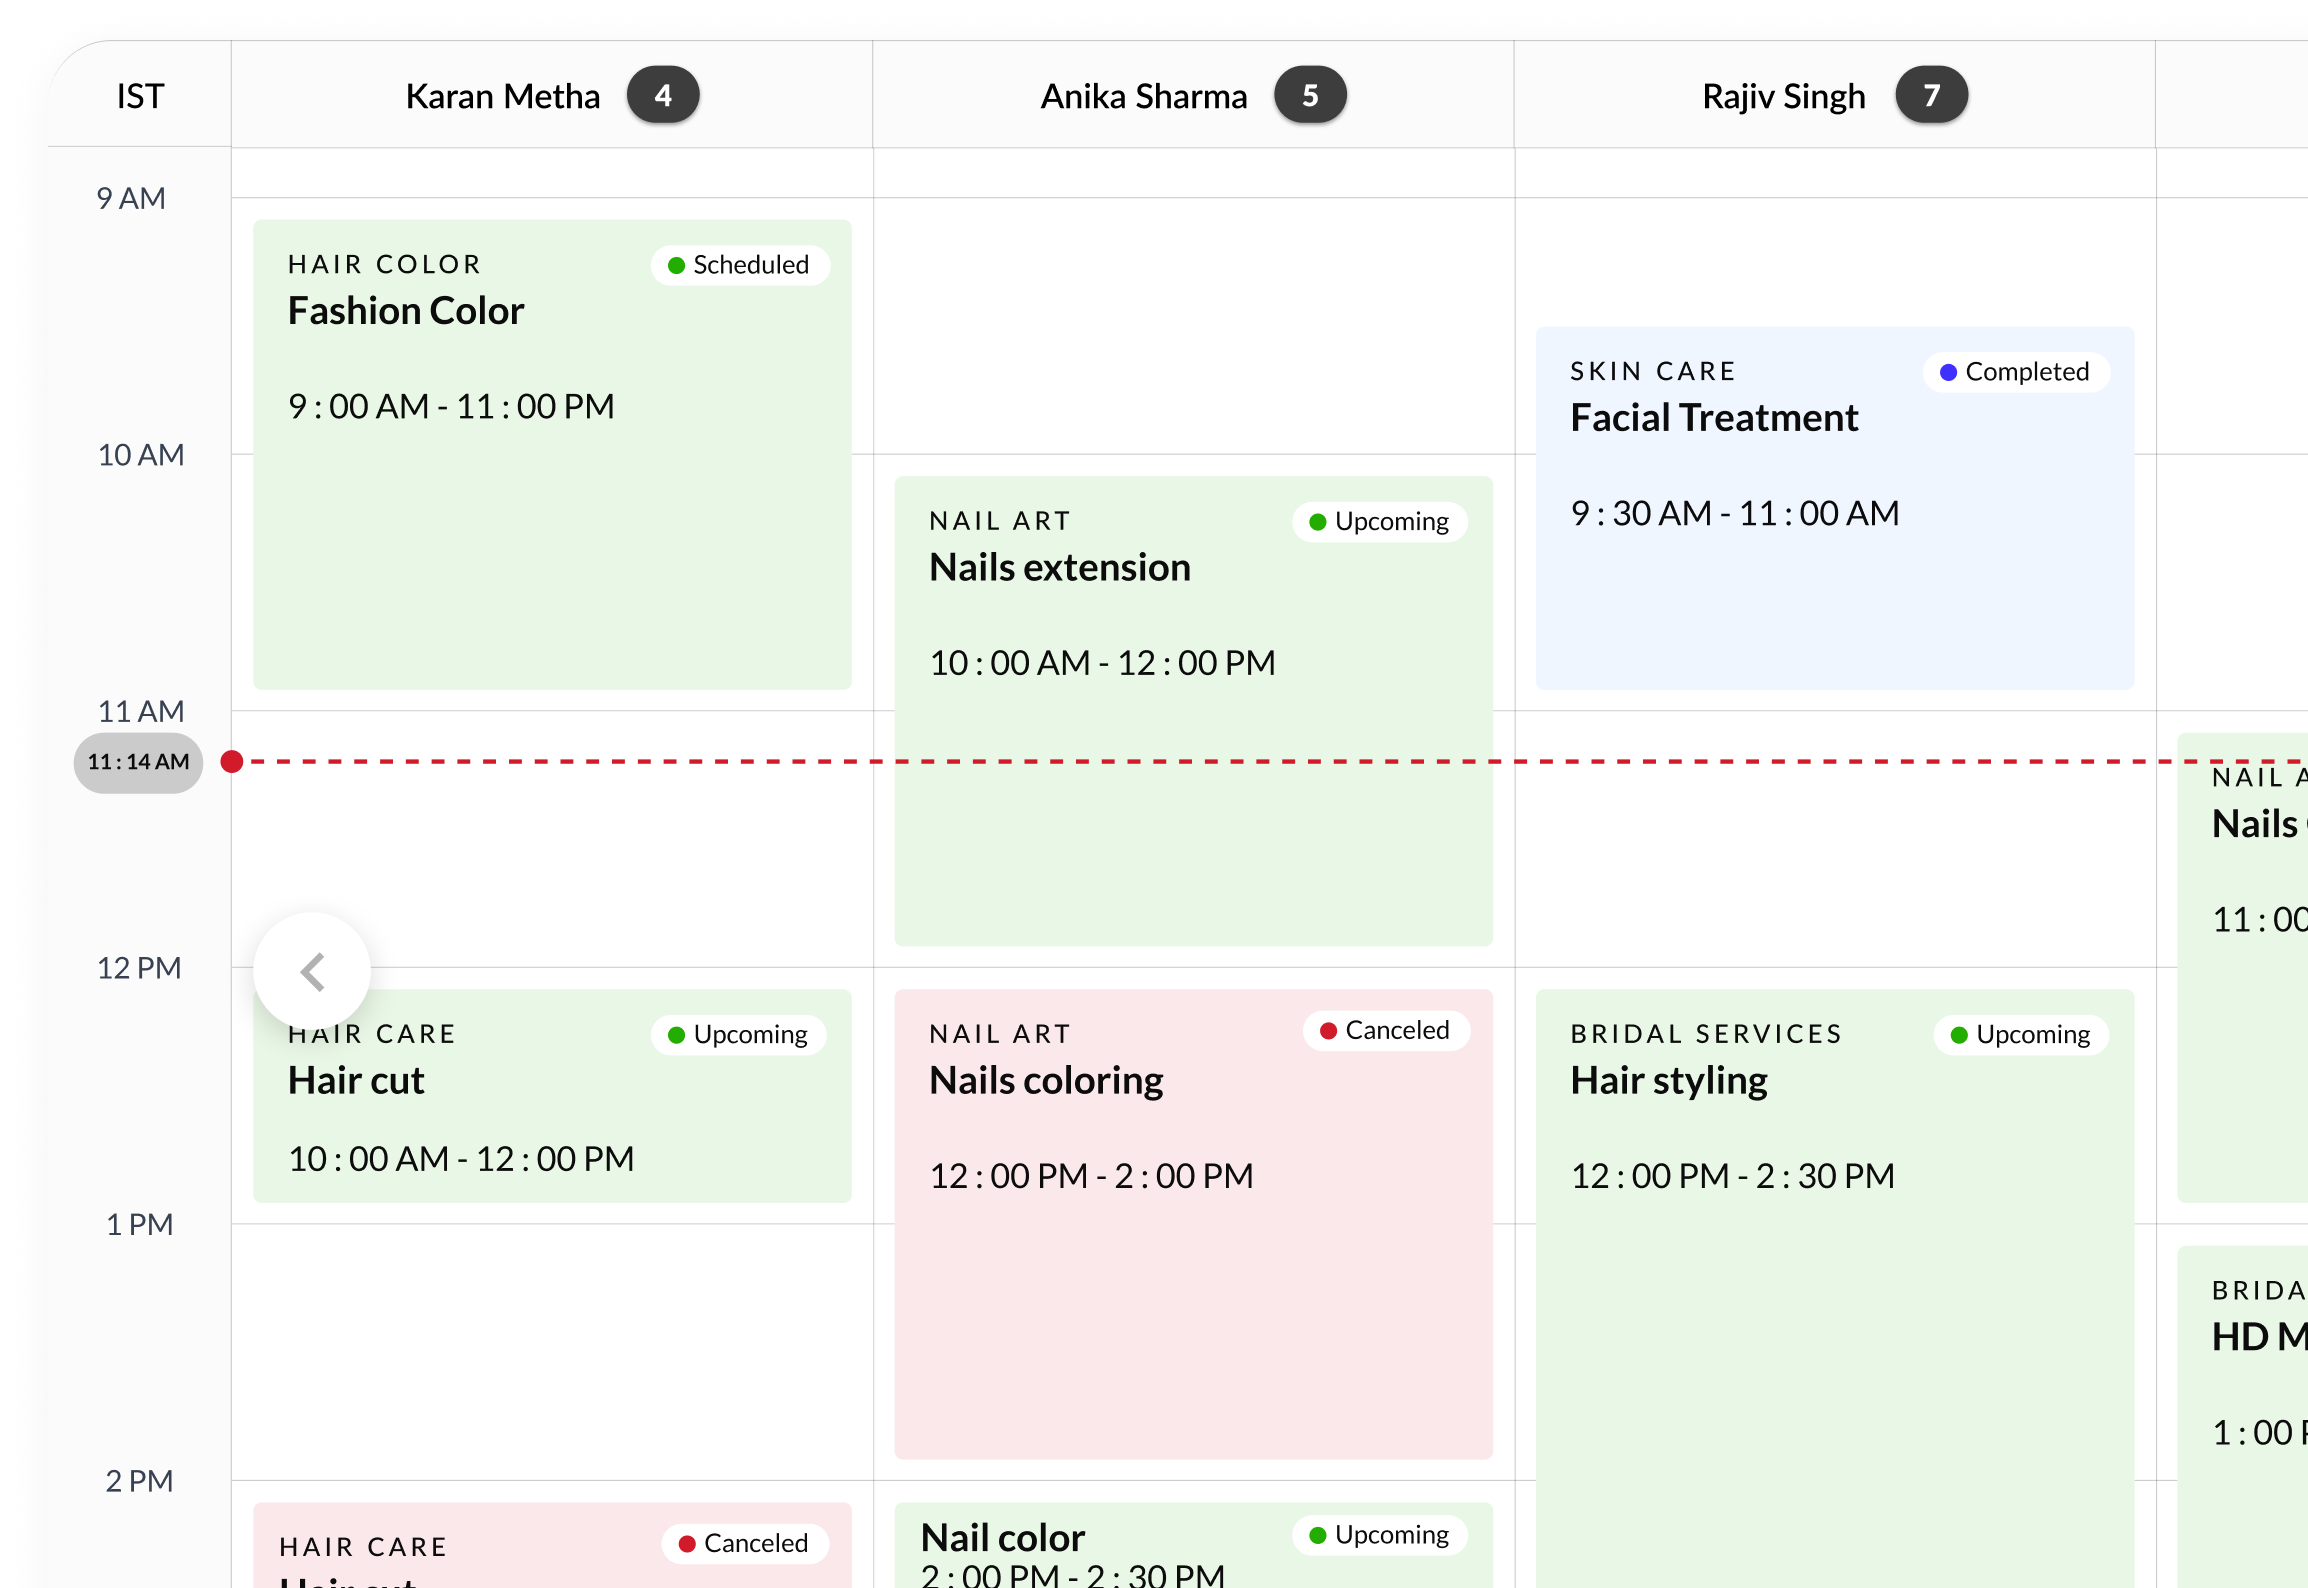 IST
Karan Metha 4
Anika Sharma 5
Rajiv Singh 7
9 AM
HAIR COLOR
Scheduled
Fashion Color
9 : 00 AM - 11 : 00 PM
SKIN CARE
Completed
Facial Treatment
9 : 30 AM - 11 : 00 AM
10 AM
NAIL ART
Upcoming
Nails extension
10 : 00 AM - 12 : 00 PM
11 AM
11 : 14 AM
NAIL
Nails
11 : 00
12 PM
HAIR CARE
Upcoming
Hair cut
10 : 00 AM - 12 : 00 PM
NAIL ART
Canceled
Nails coloring
12 : 00 PM - 2 : 00 PM
BRIDAL SERVICES
Upcoming
Hair styling
12 : 00 PM - 2 : 30 PM
1 PM
BRIDA
HD M
1 : 00
2 PM
HAIR CARE
Canceled
Hair cut
Nail color
Upcoming
2 : 00 PM - 2 : 30 PM